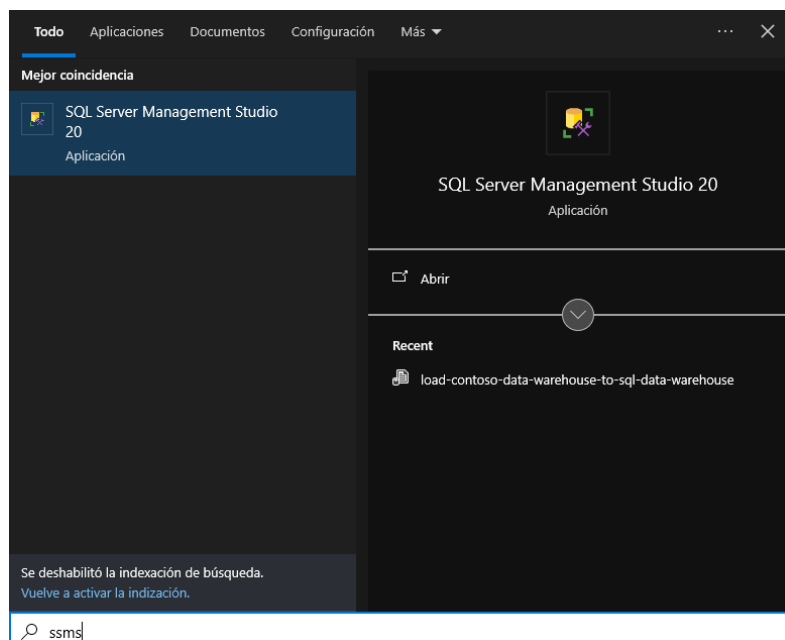 Todo Aplicaciones Documentos Configuración Más
Mejor coincidencia
SQL Server Management Studio
20
Aplicación
SQL Server Management Studio 20
Aplicación
Abrir
Recent
load-contoso-data-warehouse-to-sql-data-warehouse
Se deshabilitó la indexación de búsqueda.
Vuelve a activar la indización.
ssms